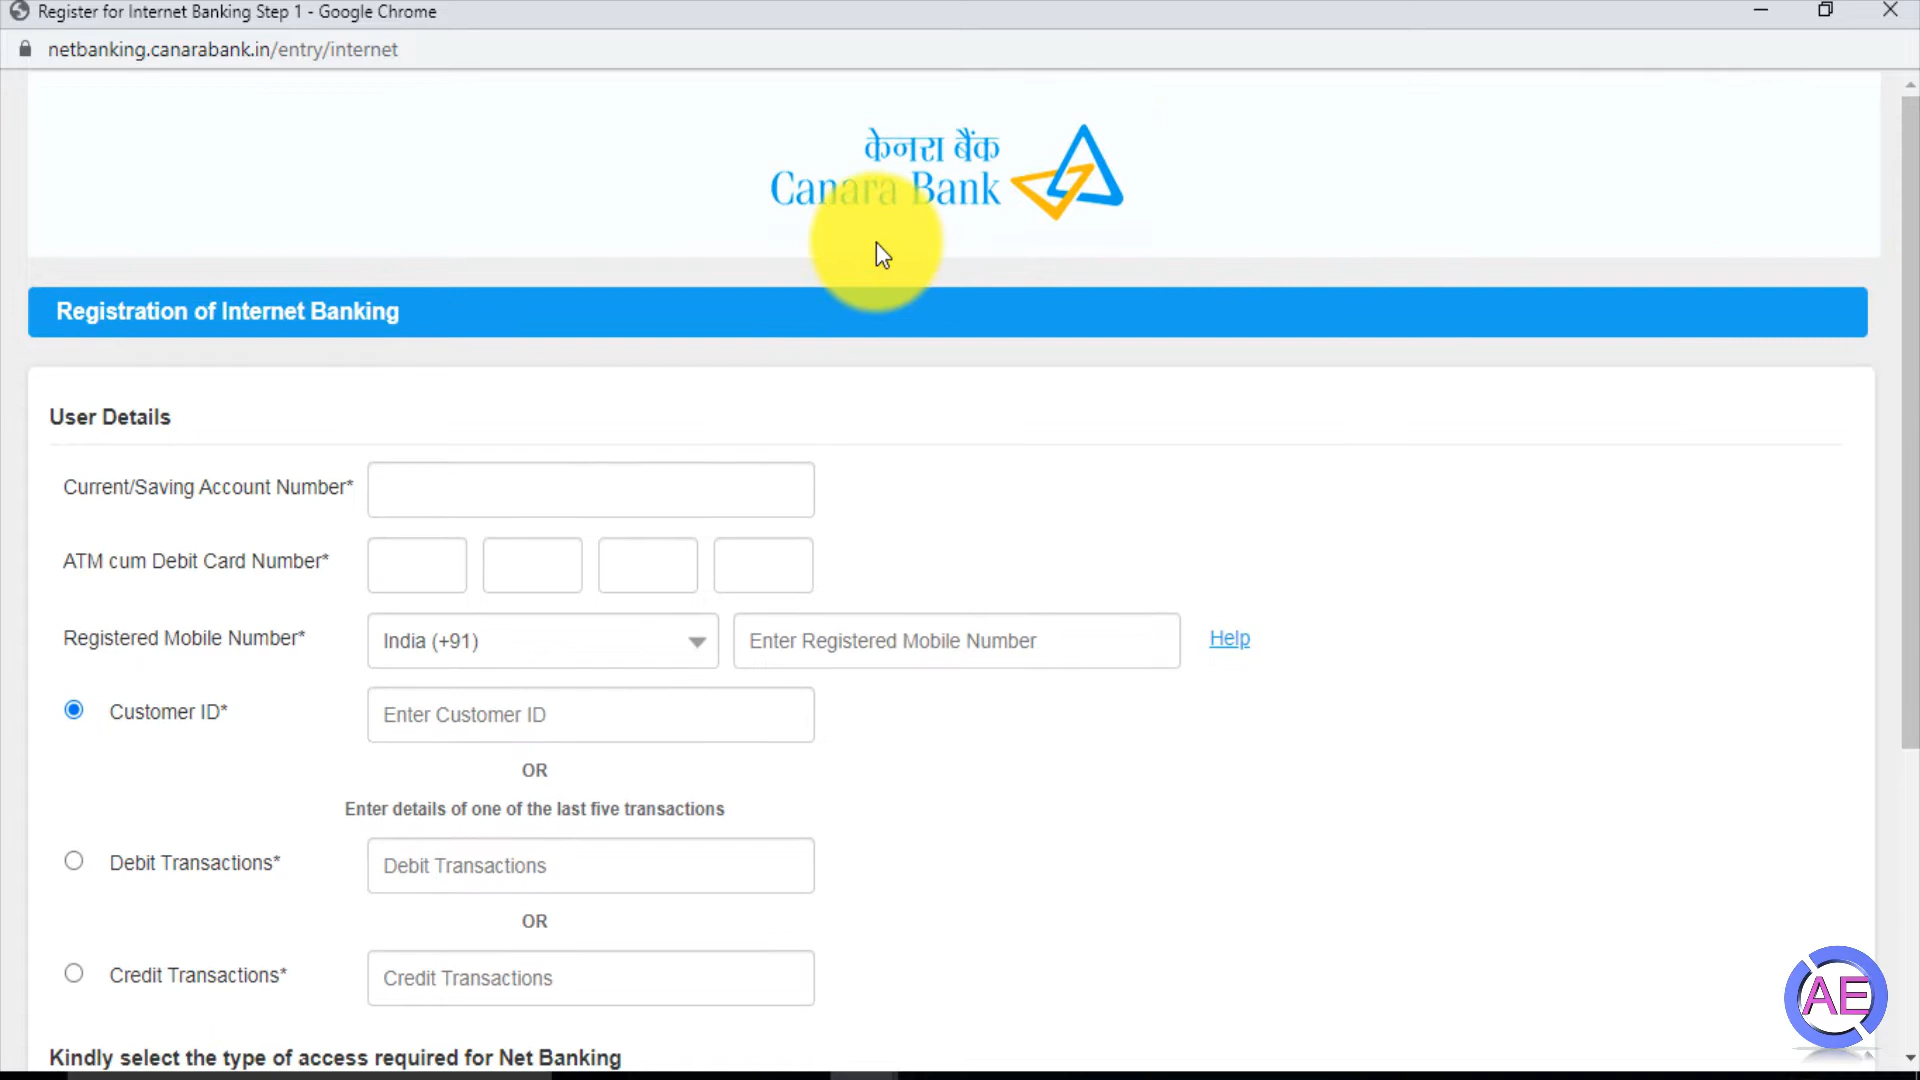 Register for Internet Banking Step 1 - Google Chrome
netbanking.canarabank.in/entry/internet
केनरा बैंक
Canara Bank
Registration of Internet Banking
User Details
Current/Saving Account Number*
ATM cum Debit Card Number*
Registered Mobile Number* India (+91) Enter Registered Mobile Number Help
Customer ID* Enter Customer ID
OR
Enter details of one of the last five transactions
Debit Transactions* Debit Transactions
OR
Credit Transactions* Credit Transactions
AE
Kindly select the type of access required for Net Banking